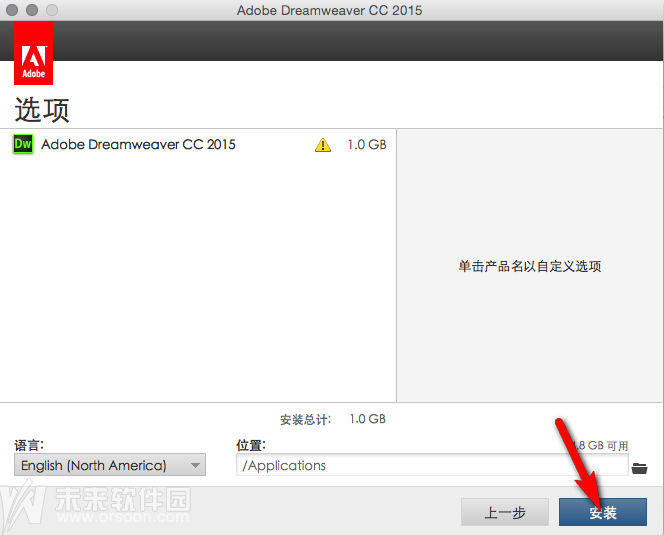 Adobe Dreamweaver CC 2015
Adobe
选项
Dw Adobe Dreamweaver CC 2015 1.0 GB
单击产品名以自定义选项
安装总计: 1.0 GB
语言: 位置: .8 GB 可用
English (North America) /Applications
未来软件园
www.orsoon.com
上一步 安装